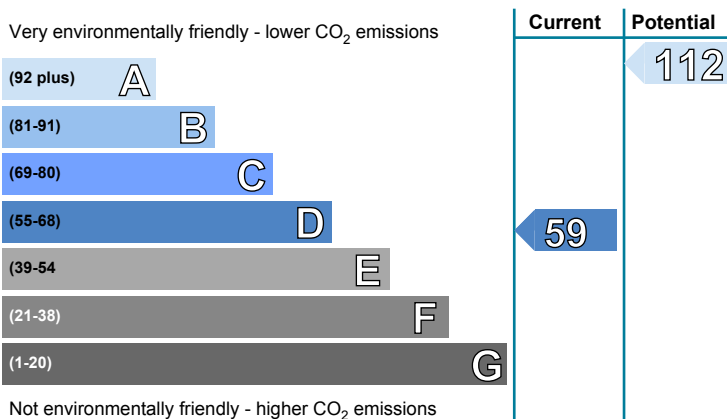 Current Potential
Very environmentally friendly - lower CO2 emissions
112
(92 plus) A
(81-91) B
(69-80) C
(55-68) D
59
(39-54 E
(21-38) F
(1-20) G
Not environmentally friendly - higher CO2 emissions